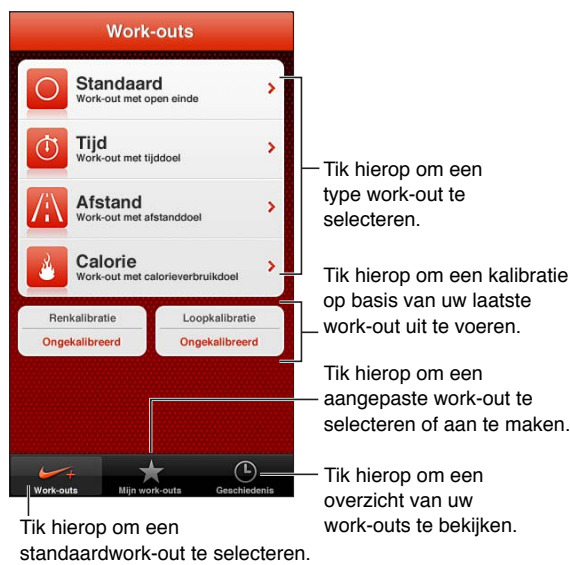 Work-outs
Standaard
Work-out met open einde
Tijd
Work-out met tijddoel
Afstand
Work-out met afstanddoel
Calorie
Work-out met calorieverbruikdoel
Renkalibratie
Ongekalibreerd
Loopkalibratie
Ongekalibreerd
Work-outs
Mijn work-outs
Geschiedenis
Tik hierop om een
type work-out te
selecteren.
Tik hierop om een kalibratie
op basis van uw laatste
work-out uit te voeren.
Tik hierop om een
aangepaste work-out te
selecteren of aan te maken.
Tik hierop om een
overzicht van uw
work-outs te bekijken.
Tik hierop om een
standaardwork-out te selecteren.